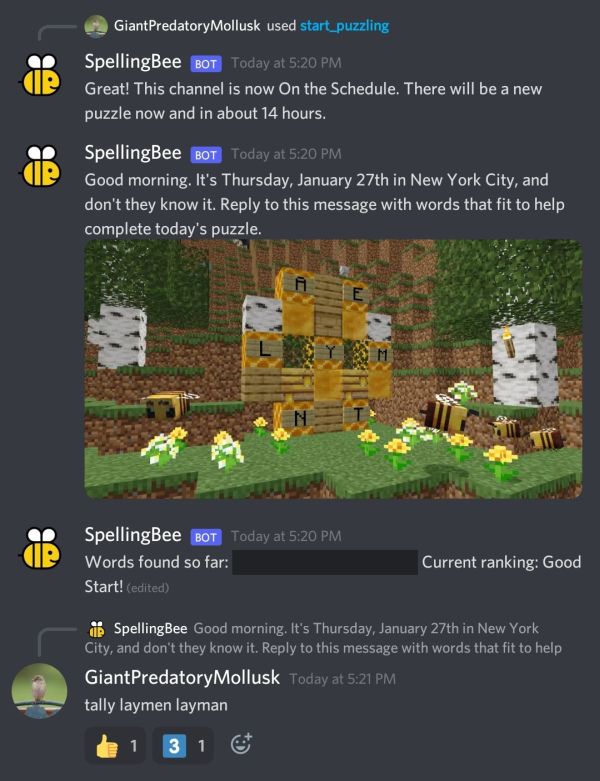 GiantPredatoryMollusk used start_puzzling
SpellingBee BOT Today at 5:20 PM
Great! This channel is now On the Schedule. There will be a new
puzzle now and in about 14 hours.
SpellingBee BOT Today at 5:20 PM
Good morning. It's Thursday, January 27th in New York City, and
don't they know it. Reply to this message with words that fit to help
complete today's puzzle.
A E
L Y M
N T
SpellingBee BOT Today at 5:20 PM
Words found so far: Current ranking: Good
Start! (edited)
SpellingBee Good morning. It's Thursday, January 27th in New York
City, and don't they know it. Reply to this message with words that fit to help
GiantPredatoryMollusk Today at 5:21 PM
tally laymen layman
1 3 1